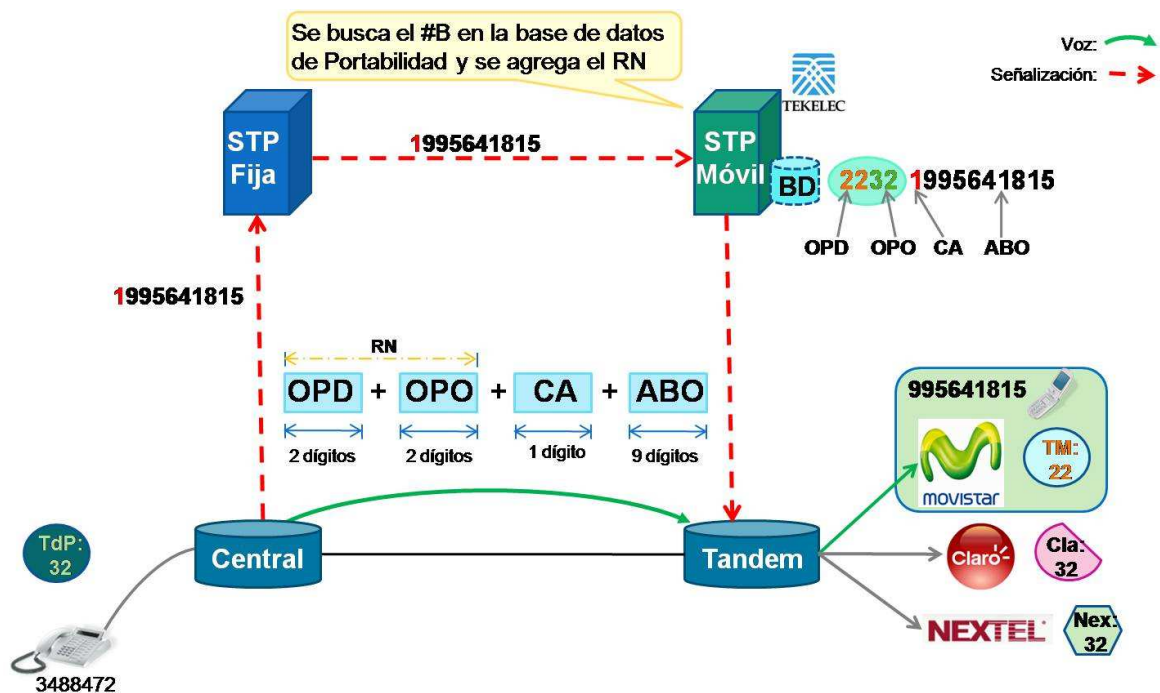 Se busca el #B en la base de datos
de Portabilidad y se agrega el RN
Voz:
Señalización:
TEKELEC
STP
Fija
1995641815
STP
Móvil
BD
2232 1995641815
OPD OPO CA ABO
1995641815
RN
OPD + OPO + CA + ABO
2 dígitos 2 dígitos 1 dígito 9 dígitos
995641815
movistar
TM:
22
TdP:
32
Central
Tandem
Claro
Cla:
32
NEXTEL
Nex:
32
3488472